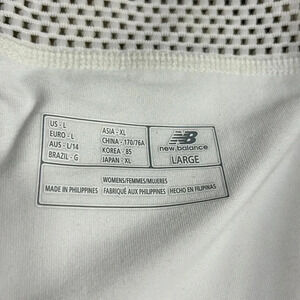 US - L
EURO - L
AUS - L/14
BRAZIL - G
ASIA - XL
CHINA - 170/76A
KOREA - 85
JAPAN - XL
NB
new balance
LARGE
WOMENS/FEMMES/MUJERES
MADE IN PHILIPPINES | FABRIQUÉ AUX PHILIPPINES | HECHO EN FILIPINAS